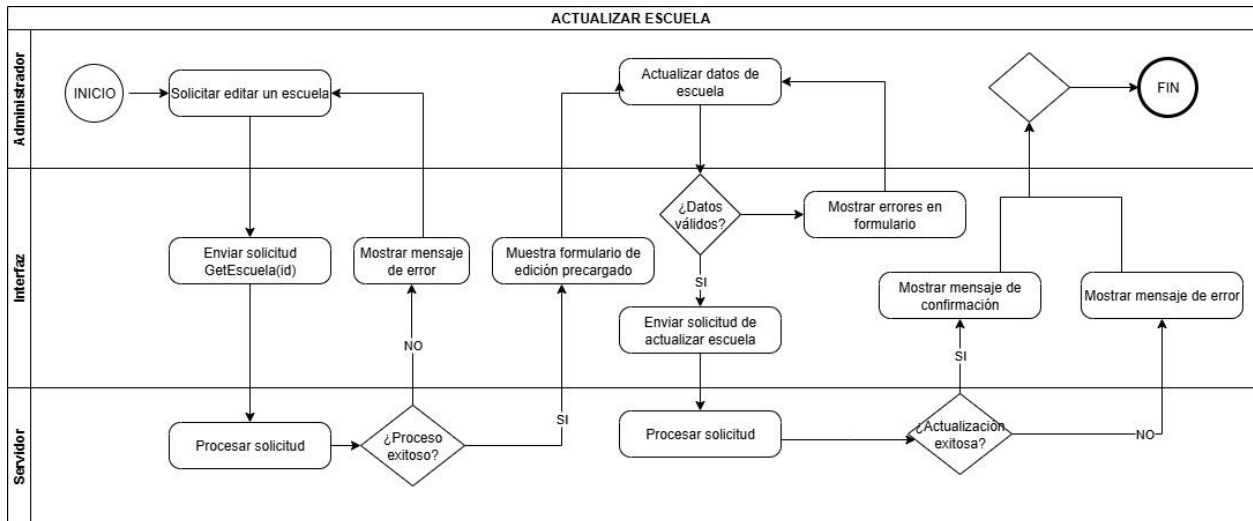 ACTUALIZAR ESCUELA
Administrador
INICIO
Solicitar editar un escuela
Actualizar datos de
escuela
FIN
Interfaz
Enviar solicitud
GetEscuela(id)
Mostrar mensaje
de error
Muestra formulario de
edición precargado
¿Datos
válidos?
Mostrar errores en
formulario
SI
Enviar solicitud de
actualizar escuela
Mostrar mensaje de
confirmación
Mostrar mensaje de error
NO
SI
Servidor
Procesar solicitud
¿Proceso
exitoso?
SI
Procesar solicitud
¿Actualización
exitosa?
NO